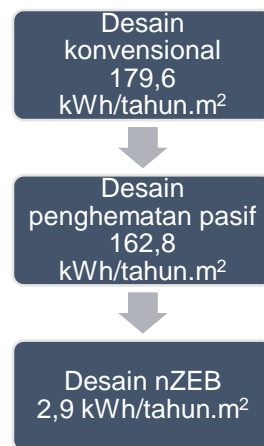 Desain
konvensional
179,6
kWh/tahun.m²
Desain
penghematan pasif
162,8
kWh/tahun.m²
Desain nZEB
2,9 kWh/tahun.m²